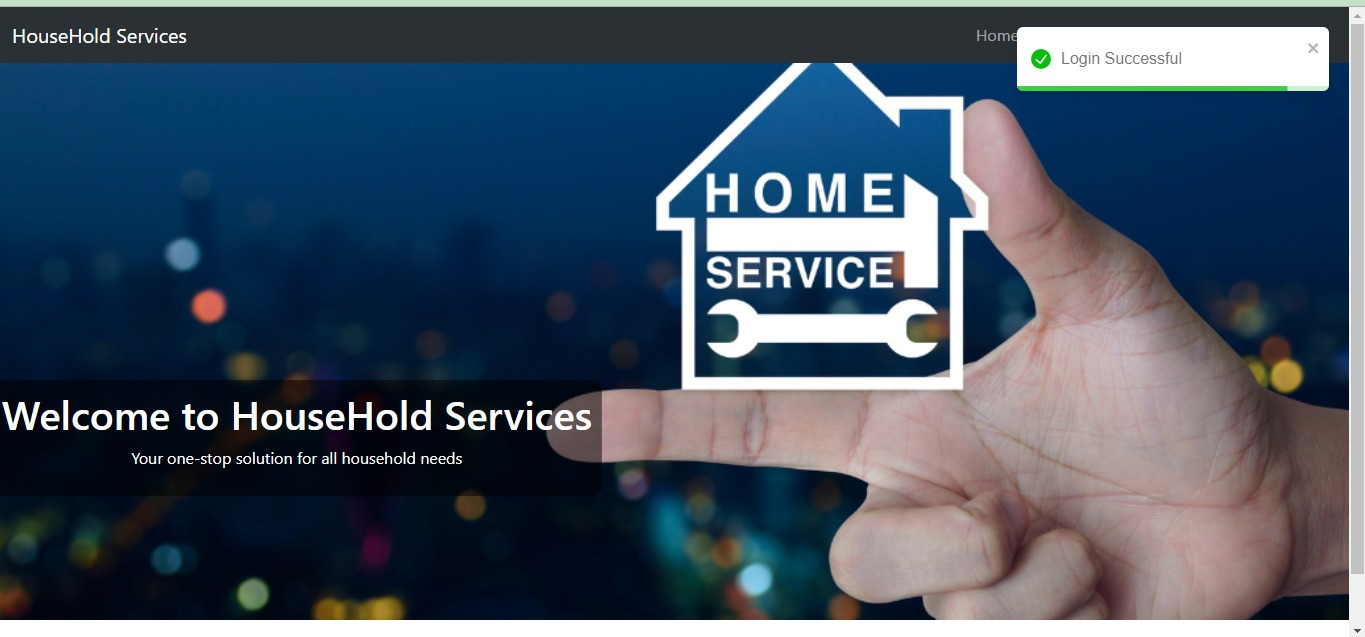 HouseHold Services
Home
Login Successful
HOME
SERVICE
Welcome to HouseHold Services
Your one-stop solution for all household needs